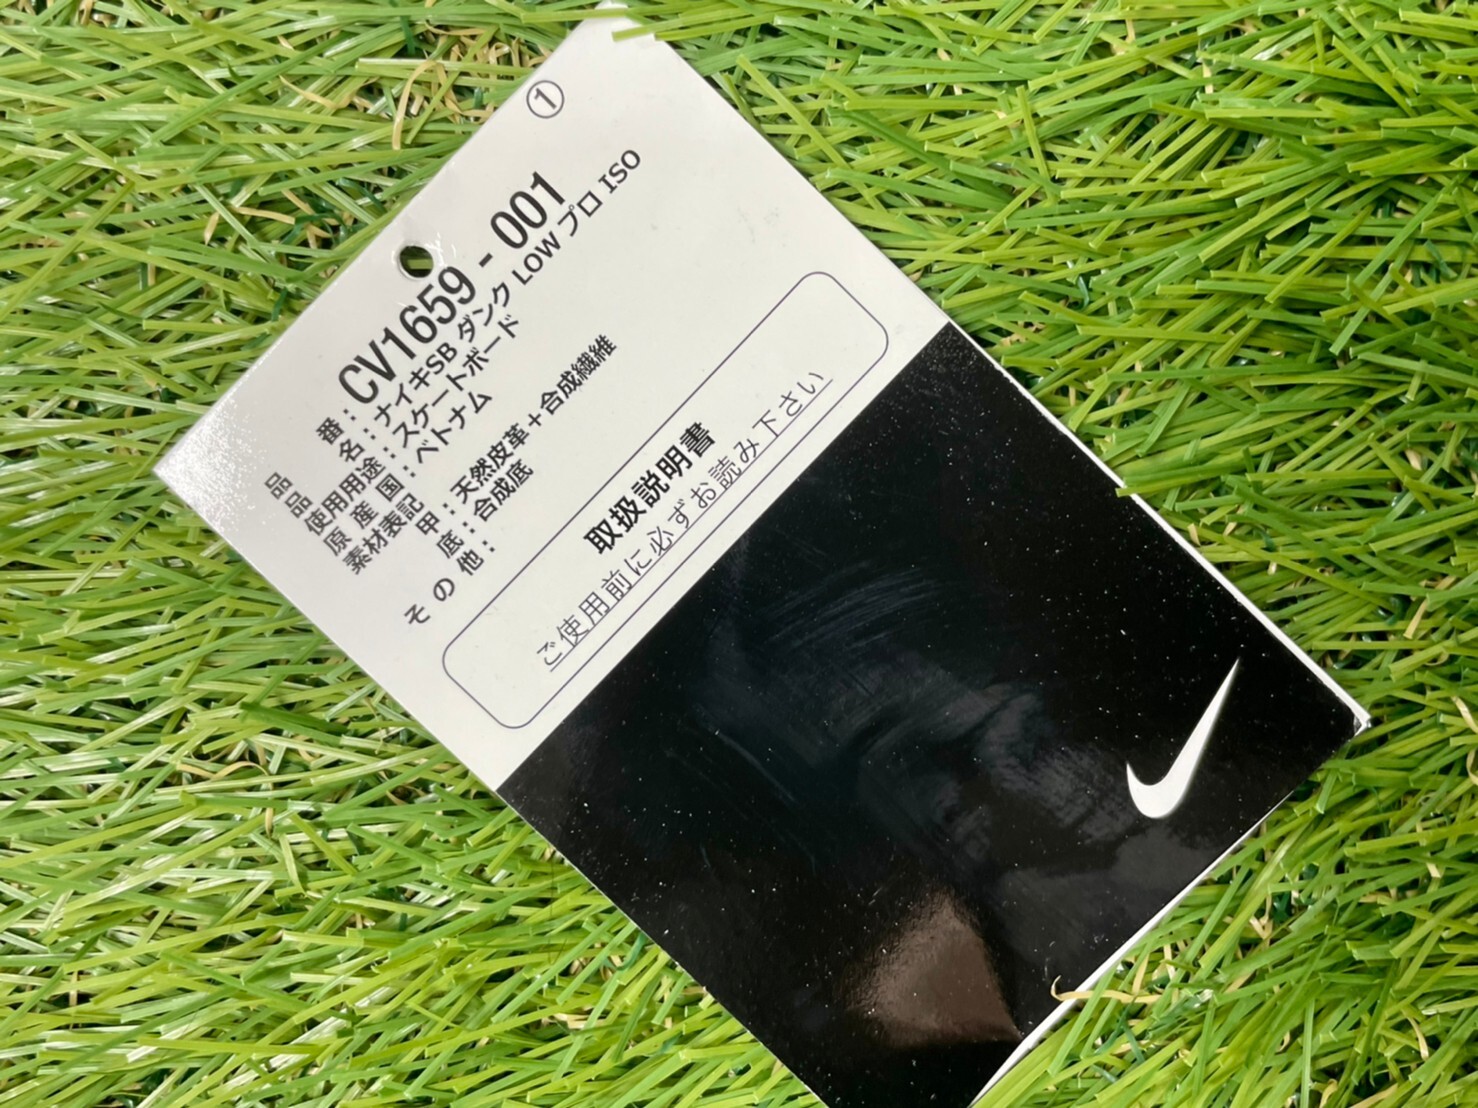 ①
品　番：CV1659 - 001
品　名：ナイキSB ダンク LOW プロ ISO
使用用途：スケートボード
原産国：ベトナム
素材表記
甲：天然皮革＋合成繊維
底：合成底
その他：
取扱説明書
ご使用前に必ずお読み下さい